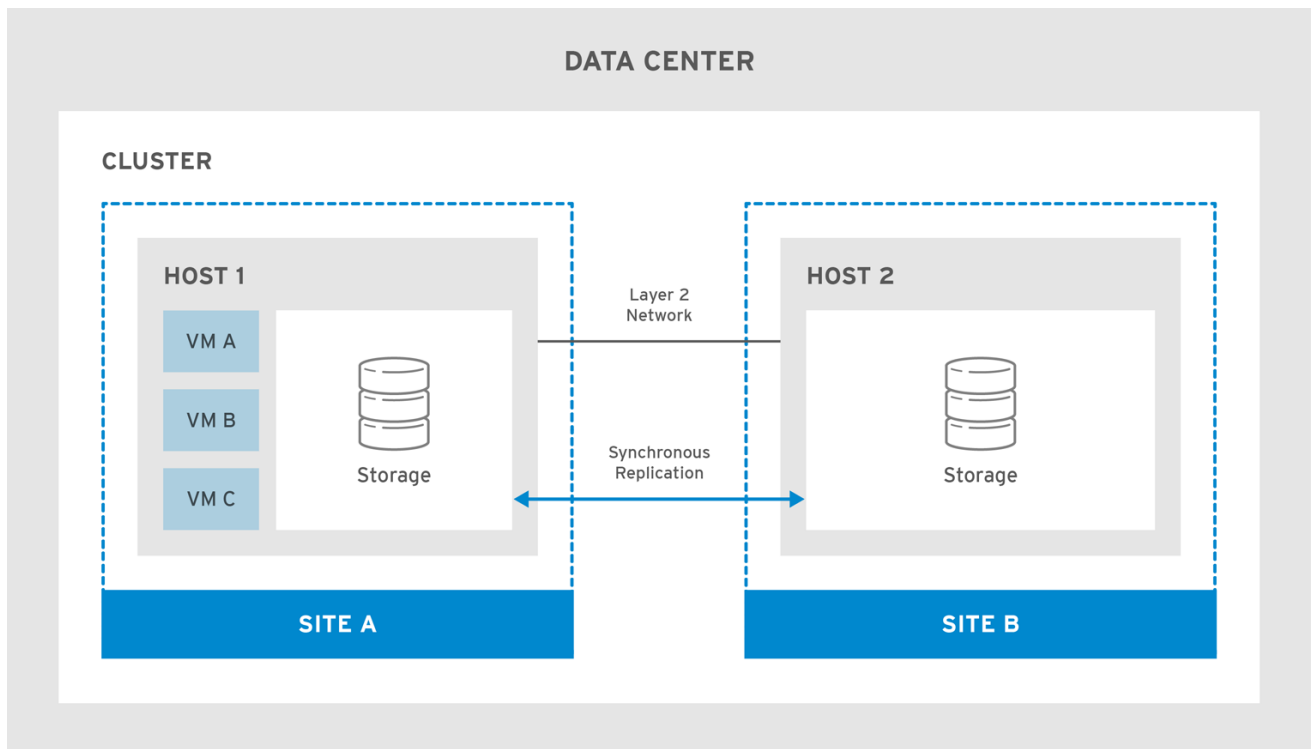 DATA CENTER
CLUSTER
HOST 1
VM A
VM B
VM C
Storage
Layer 2
Network
Synchronous
Replication
HOST 2
Storage
SITE A
SITE B